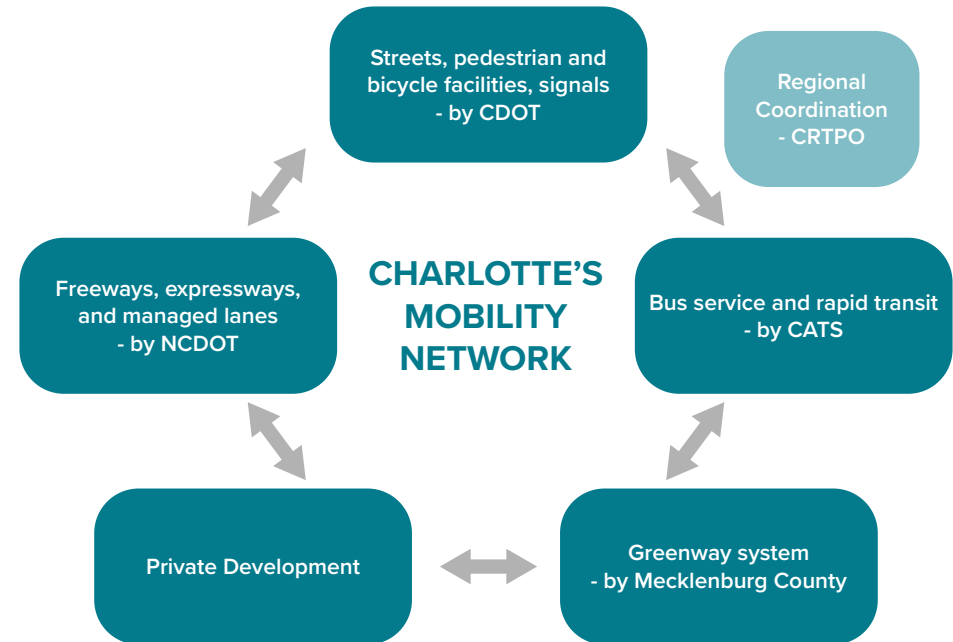 Streets, pedestrian and
bicycle facilities, signals
- by CDOT
Regional
Coordination
- CRTPO
CHARLOTTE’S
MOBILITY
NETWORK
Freeways, expressways,
and managed lanes
- by NCDOT
Bus service and rapid transit
- by CATS
Private Development
Greenway system
- by Mecklenburg County